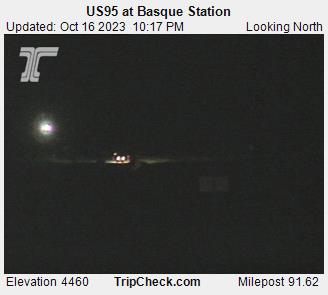 US95 at Basque Station
Updated: Oct 16 2023 10:17 PM Looking North
Elevation 4460 TripCheck.com Milepost 91.62